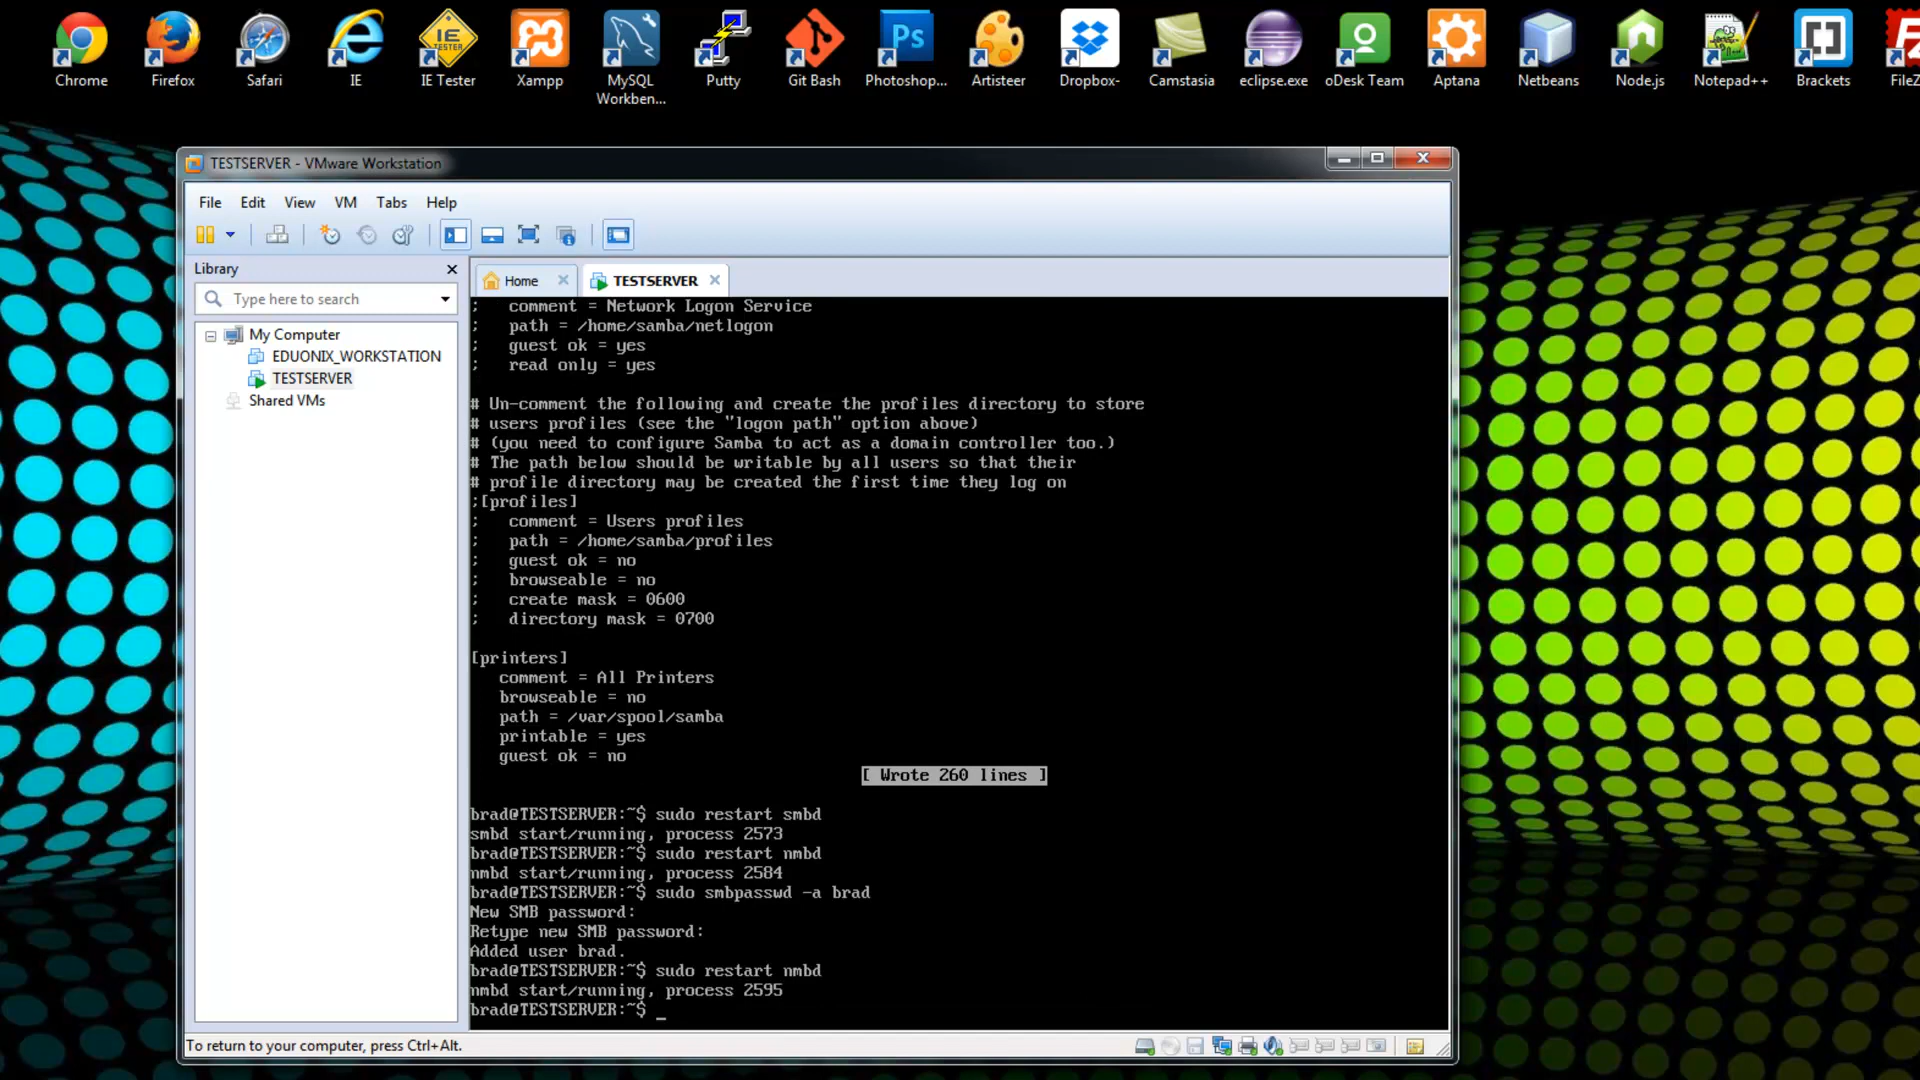 Chrome
Firefox
Safari
IE
IE TESTER
IE Tester
Xampp
MySQL
Workben...
Putty
Git Bash
Ps
Photoshop...
Artisteer
Dropbox-
Camstasia
eclipse.exe
oDesk Team
Aptana
Netbeans
Node.js
Notepad++
Brackets
FileZ
TESTSERVER - VMware Workstation
File Edit View VM Tabs Help
Library
Home
TESTSERVER
Type here to search
My Computer
EDUONIX_WORKSTATION
TESTSERVER
Shared VMs
;   comment = Network Logon Service
;   path = /home/samba/netlogon
;   guest ok = yes
;   read only = yes
# Un-comment the following and create the profiles directory to store
# users profiles (see the "logon path" option above)
# (you need to configure Samba to act as a domain controller too.)
# The path below should be writable by all users so that their
# profile directory may be created the first time they log on
;[profiles]
;   comment = Users profiles
;   path = /home/samba/profiles
;   guest ok = no
;   browseable = no
;   create mask = 0600
;   directory mask = 0700
[printers]
   comment = All Printers
   browseable = no
   path = /var/spool/samba
   printable = yes
   guest ok = no
[ Wrote 260 lines ]
brad@TESTSERVER:~$ sudo restart smbd
smbd start/running, process 2573
brad@TESTSERVER:~$ sudo restart nmbd
nmbd start/running, process 2584
brad@TESTSERVER:~$ sudo smbpasswd -a brad
New SMB password:
Retype new SMB password:
Added user brad.
brad@TESTSERVER:~$ sudo restart nmbd
nmbd start/running, process 2595
brad@TESTSERVER:~$ _
To return to your computer, press Ctrl+Alt.